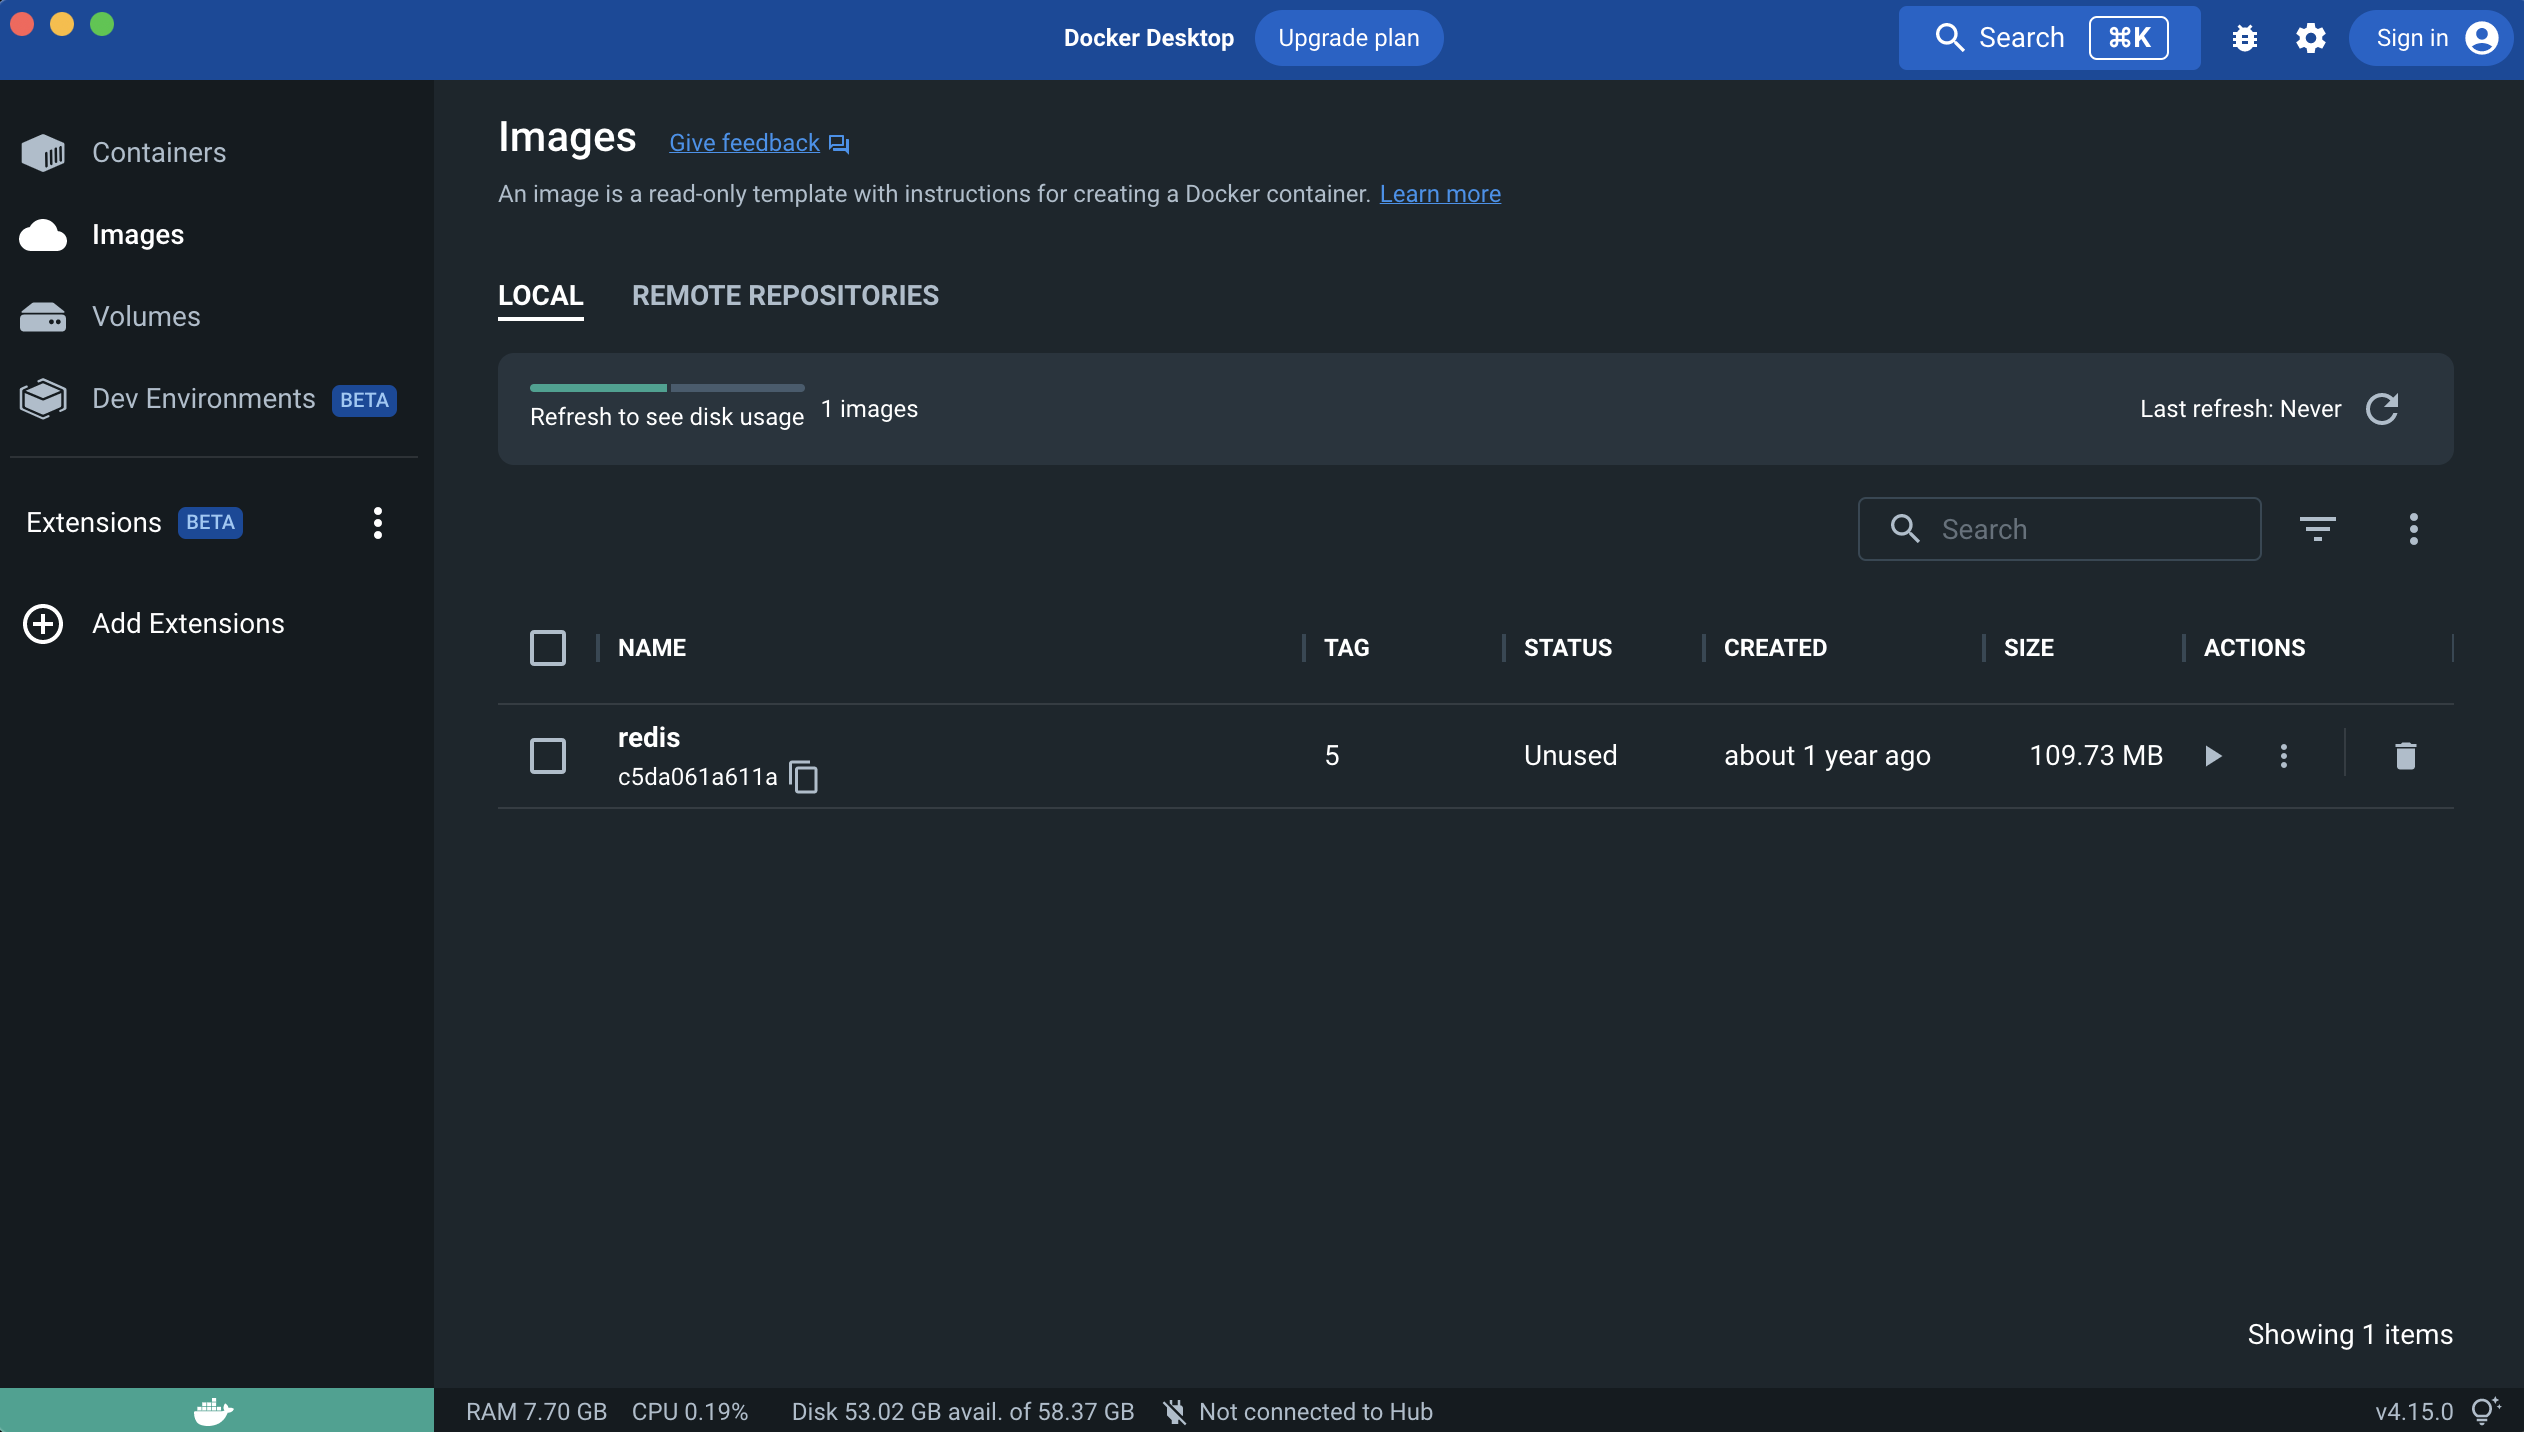 Docker Desktop
Upgrade plan
Search
⌘K
Sign in
Containers
Images
Volumes
Dev Environments BETA
Extensions BETA
Add Extensions
Images
Give feedback
An image is a read-only template with instructions for creating a Docker container. Learn more
LOCAL
REMOTE REPOSITORIES
Refresh to see disk usage
1 images
Last refresh: Never
Search
NAME TAG STATUS CREATED SIZE ACTIONS
redis
c5da061a611a
5 Unused about 1 year ago 109.73 MB
Showing 1 items
RAM 7.70 GB CPU 0.19% Disk 53.02 GB avail. of 58.37 GB Not connected to Hub
v4.15.0